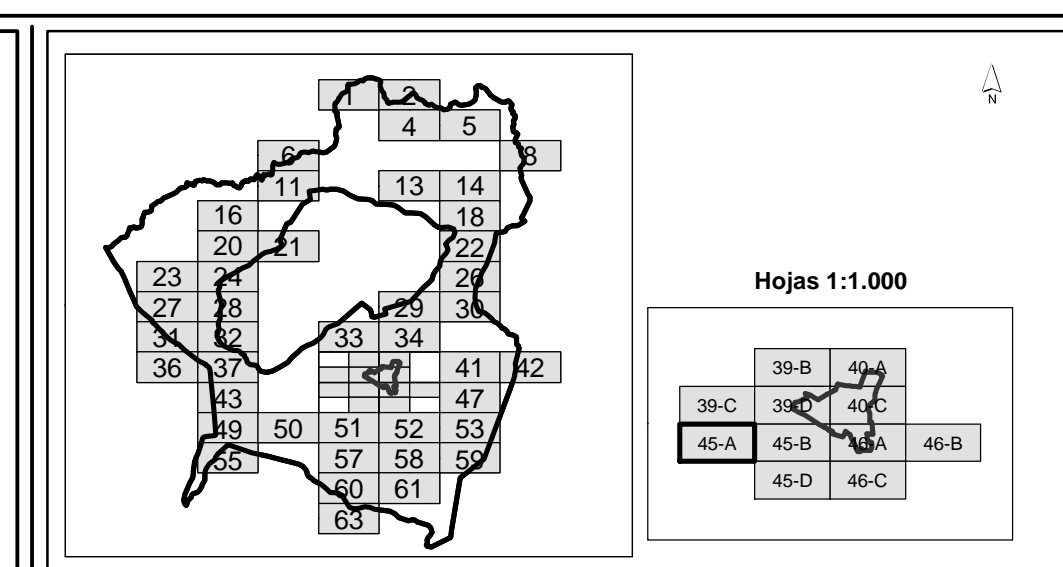 1 2
4 5
6 8
11 13 14
16 18
20 21 22
23 24 26
27 28 29 30
31 32 33 34
36 37 41 42
43 47
49 50 51 52 53
55 57 58 59
60 61
63
N
Hojas 1:1.000
39-B 40-A
39-C 39-D 40-C
45-A 45-B 46-A 46-B
45-D 46-C